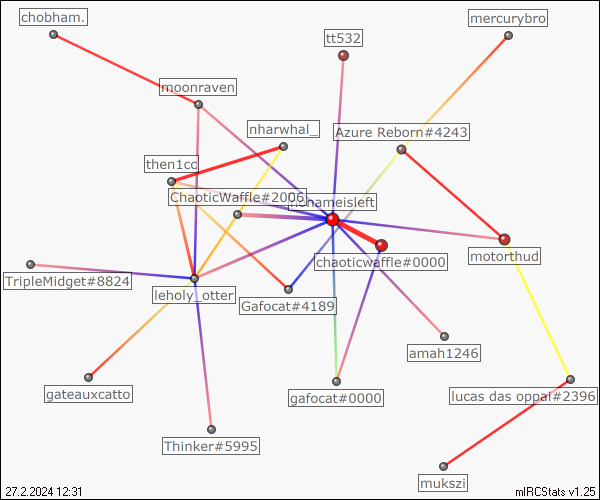 chobham.
mercurybro
tt532
moonraven
nharwhal_
Azure Reborn#4243
then1cc
ChaoticWaffle#2006
nonameisleft
chaoticwaffle#0000
motorthud
TripleMidget#8824
leholy_otter
Gafocat#4189
amah1246
gateauxcatto
gafocat#0000
lucas das oppai#2396
Thinker#5995
mukszi
27.2.2024 12:31
mIRCStats v1.25